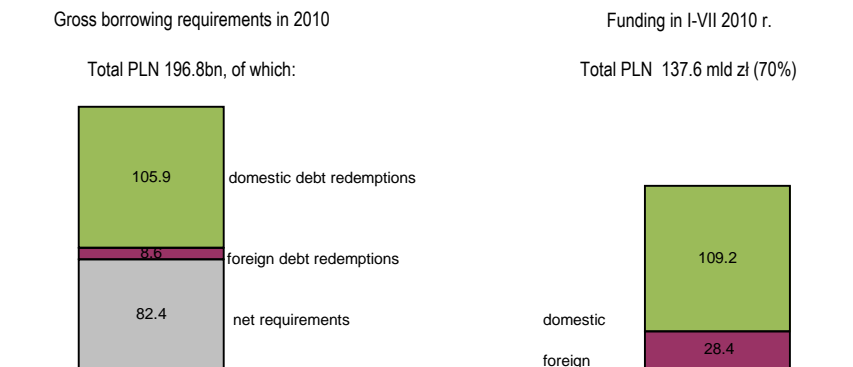 Gross borrowing requirements in 2010
Total PLN 196.8bn, of which:
105.9
domestic debt redemptions
8.6
foreign debt redemptions
82.4
net requirements
Funding in I-VII 2010 r.
Total PLN  137.6 mld zł (70%)
109.2
domestic
28.4
foreign